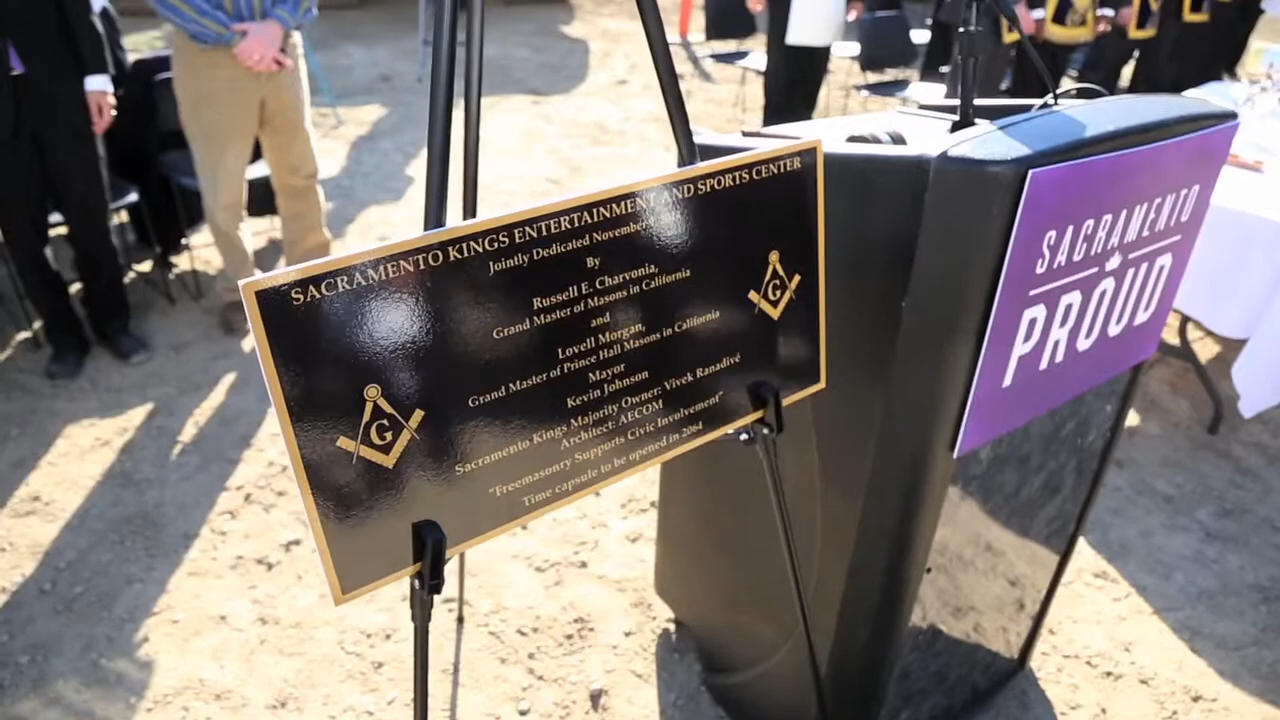 SACRAMENTO KINGS ENTERTAINMENT AND SPORTS CENTER
Jointly Dedicated November
By
Russell E. Charvonia,
Grand Master of Masons in California
and
Lovell Morgan,
Grand Master of Prince Hall Masons in California
Mayor
Kevin Johnson
Sacramento Kings Majority Owner: Vivek Ranadivé
Architect: AECOM
"Freemasonry Supports Civic Involvement"
Time capsule to be opened in 2064
G
G
SACRAMENTO
PROUD